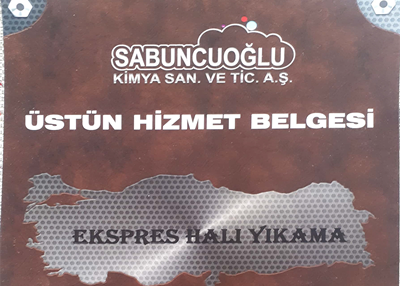 SABUNCUOĞLU
KİMYA SAN. VE TİC. A.Ş.
ÜSTÜN HİZMET BELGESİ
EKSPRES HALI YIKAMA